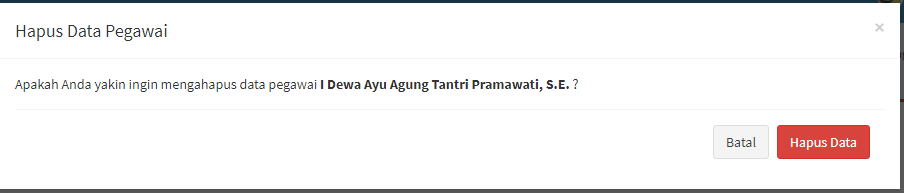 Hapus Data Pegawai ×
Apakah Anda yakin ingin mengahapus data pegawai I Dewa Ayu Agung Tantri Pramawati, S.E. ?
Batal Hapus Data